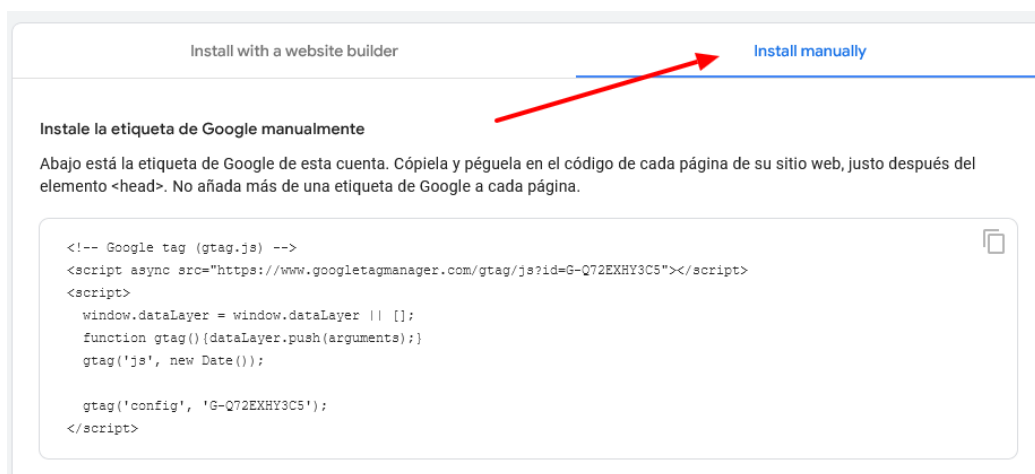 Install with a website builder
Install manually
Instale la etiqueta de Google manualmente
Abajo está la etiqueta de Google de esta cuenta. Cópiela y péguela en el código de cada página de su sitio web, justo después del
elemento <head>. No añada más de una etiqueta de Google a cada página.
<!-- Google tag (gtag.js) -->
<script async src="https://www.googletagmanager.com/gtag/js?id=G-Q72EXHY3C5"></script>
<script>
  window.dataLayer = window.dataLayer || [];
  function gtag(){dataLayer.push(arguments);}
  gtag('js', new Date());
  gtag('config', 'G-Q72EXHY3C5');
</script>